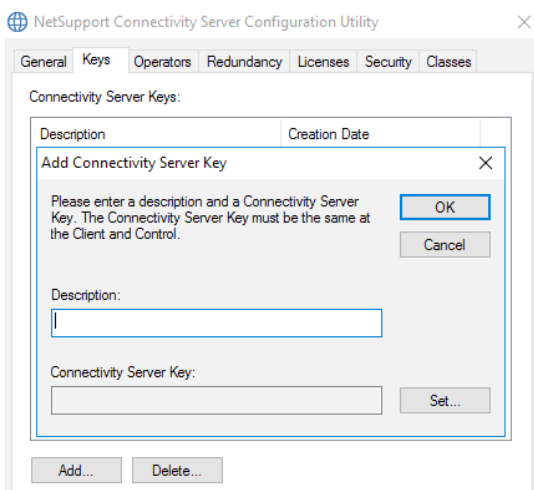 NetSupport Connectivity Server Configuration Utility
General Keys Operators Redundancy Licenses Security Classes
Connectivity Server Keys:
Description Creation Date
Add Connectivity Server Key
Please enter a description and a Connectivity Server
Key. The Connectivity Server Key must be the same at
the Client and Control.
OK
Cancel
Description:
Connectivity Server Key:
Set...
Add... Delete...